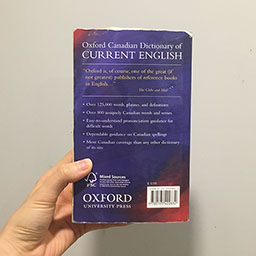 Oxford Canadian Dictionary of
CURRENT ENGLISH
"Oxford is, of course, one of the great (if
not greatest) publishers of reference books
in English.
The Globe and Mail
• Over 125,000 words, phrases, and definitions
• Over 800 uniquely Canadian words and senses
• Easy-to-understand pronunciation guidance for
difficult words
• Dependable guidance on Canadian spellings
• More Canadian coverage than any other dictionary
of its size
FSC
Mixed Sources
OXFORD
UNIVERSITY PRESS